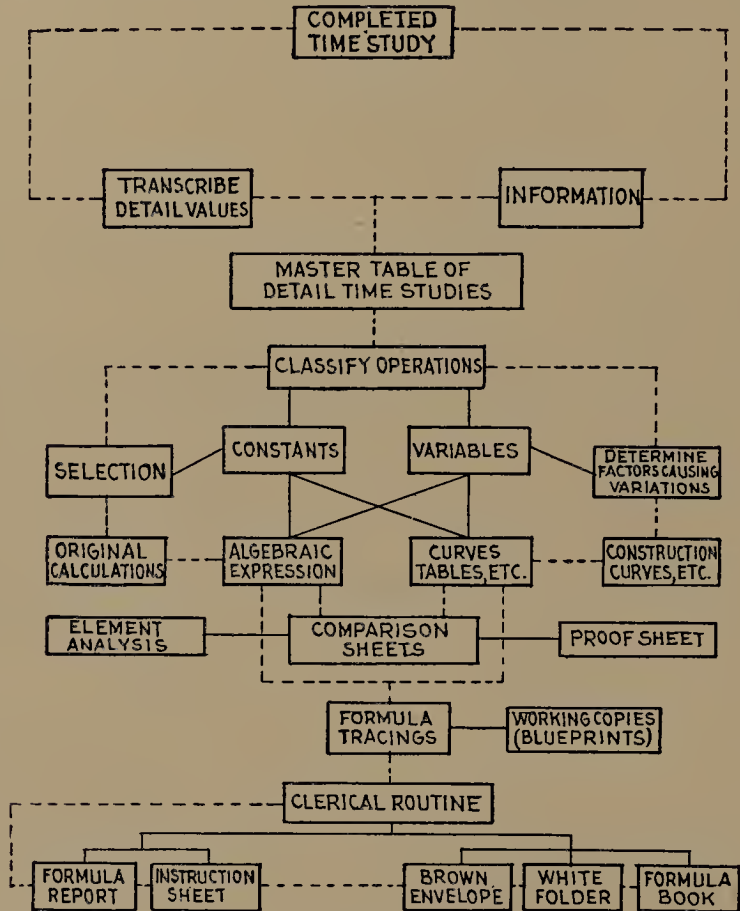 COMPLETED
TIME STUDY
TRANSCRIBE
DETAIL VALUES
INFORMATION
MASTER TABLE OF
DETAIL TIME STUDIES
CLASSIFY OPERATIONS
SELECTION
CONSTANTS
VARIABLES
DETERMINE
FACTORS CAUSING
VARIATIONS
ORIGINAL
CALCULATIONS
ALGEBRAIC
EXPRESSION
CURVES
TABLES, ETC.
CONSTRUCTION
CURVES, ETC.
ELEMENT
ANALYSIS
COMPARISON
SHEETS
PROOF SHEET
FORMULA
TRACINGS
WORKING COPIES
(BLUEPRINTS)
CLERICAL ROUTINE
FORMULA
REPORT
INSTRUCTION
SHEET
BROWN
ENVELOPE
WHITE
FOLDER
FORMULA
BOOK